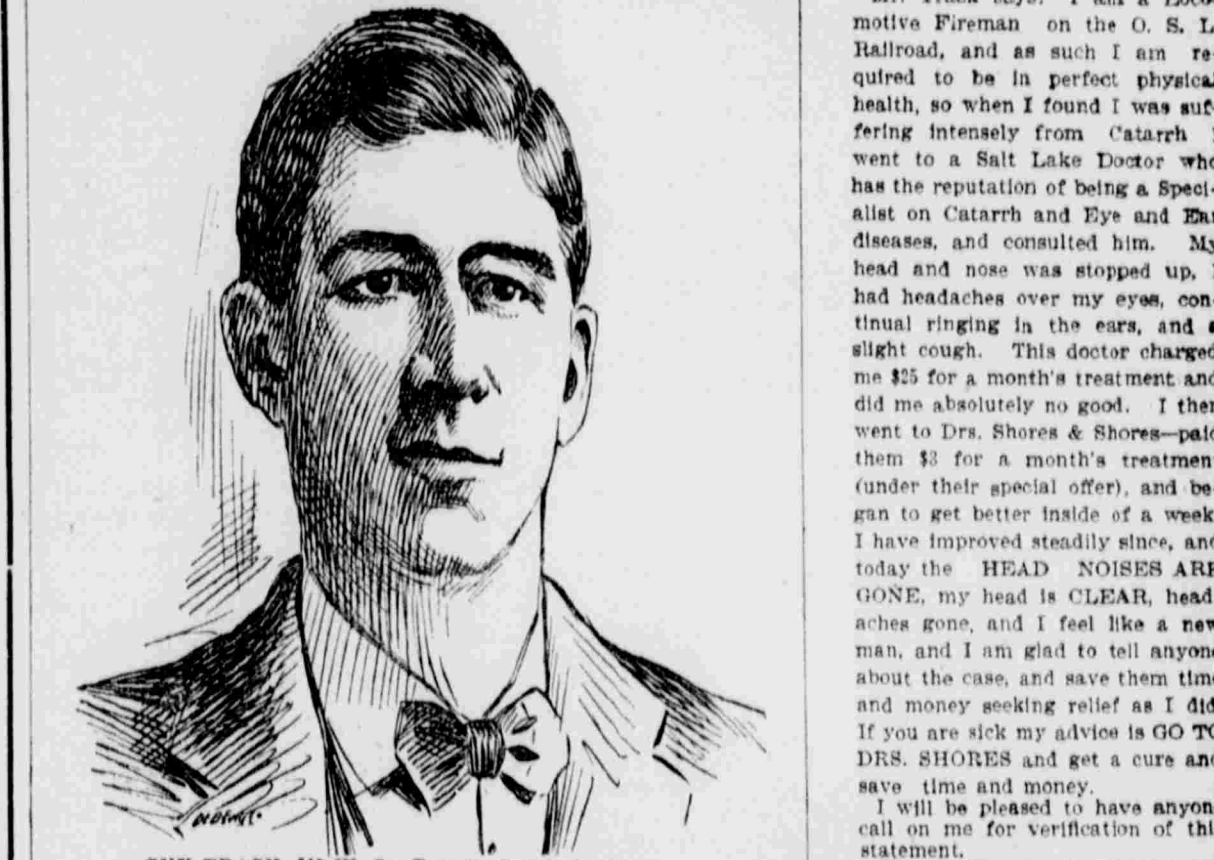 says: I am a Loco-
motive Fireman on the O. S. L.
Railroad, and as such I am re-
quired to be in perfect physical
health, so when I found I was suf-
fering intensely from Catarrh
went to a Salt Lake Doctor who
has the reputation of being a Speci-
alist on Catarrh and Eye and Ear
diseases, and consulted him. My
head and nose was stopped up,
had headaches over my eyes, con-
tinual ringing in the ears, and
slight cough. This doctor charged
me $25 for a month's treatment and
did me absolutely no good. I then
went to Drs. Shores & Shores—paid
them $3 for a month's treatment
(under their special offer), and be-
gan to get better inside of a week.
I have improved steadily since, and
today the HEAD NOISES ARE
GONE, my head is CLEAR, head-
aches gone, and I feel like a new
man, and I am glad to tell anyone
about the case, and save them time
and money seeking relief as I did.
If you are sick my advice is GO TO
DRS. SHORES and get a cure and
save time and money.
I will be pleased to have anyone
call on me for verification of this
statement.